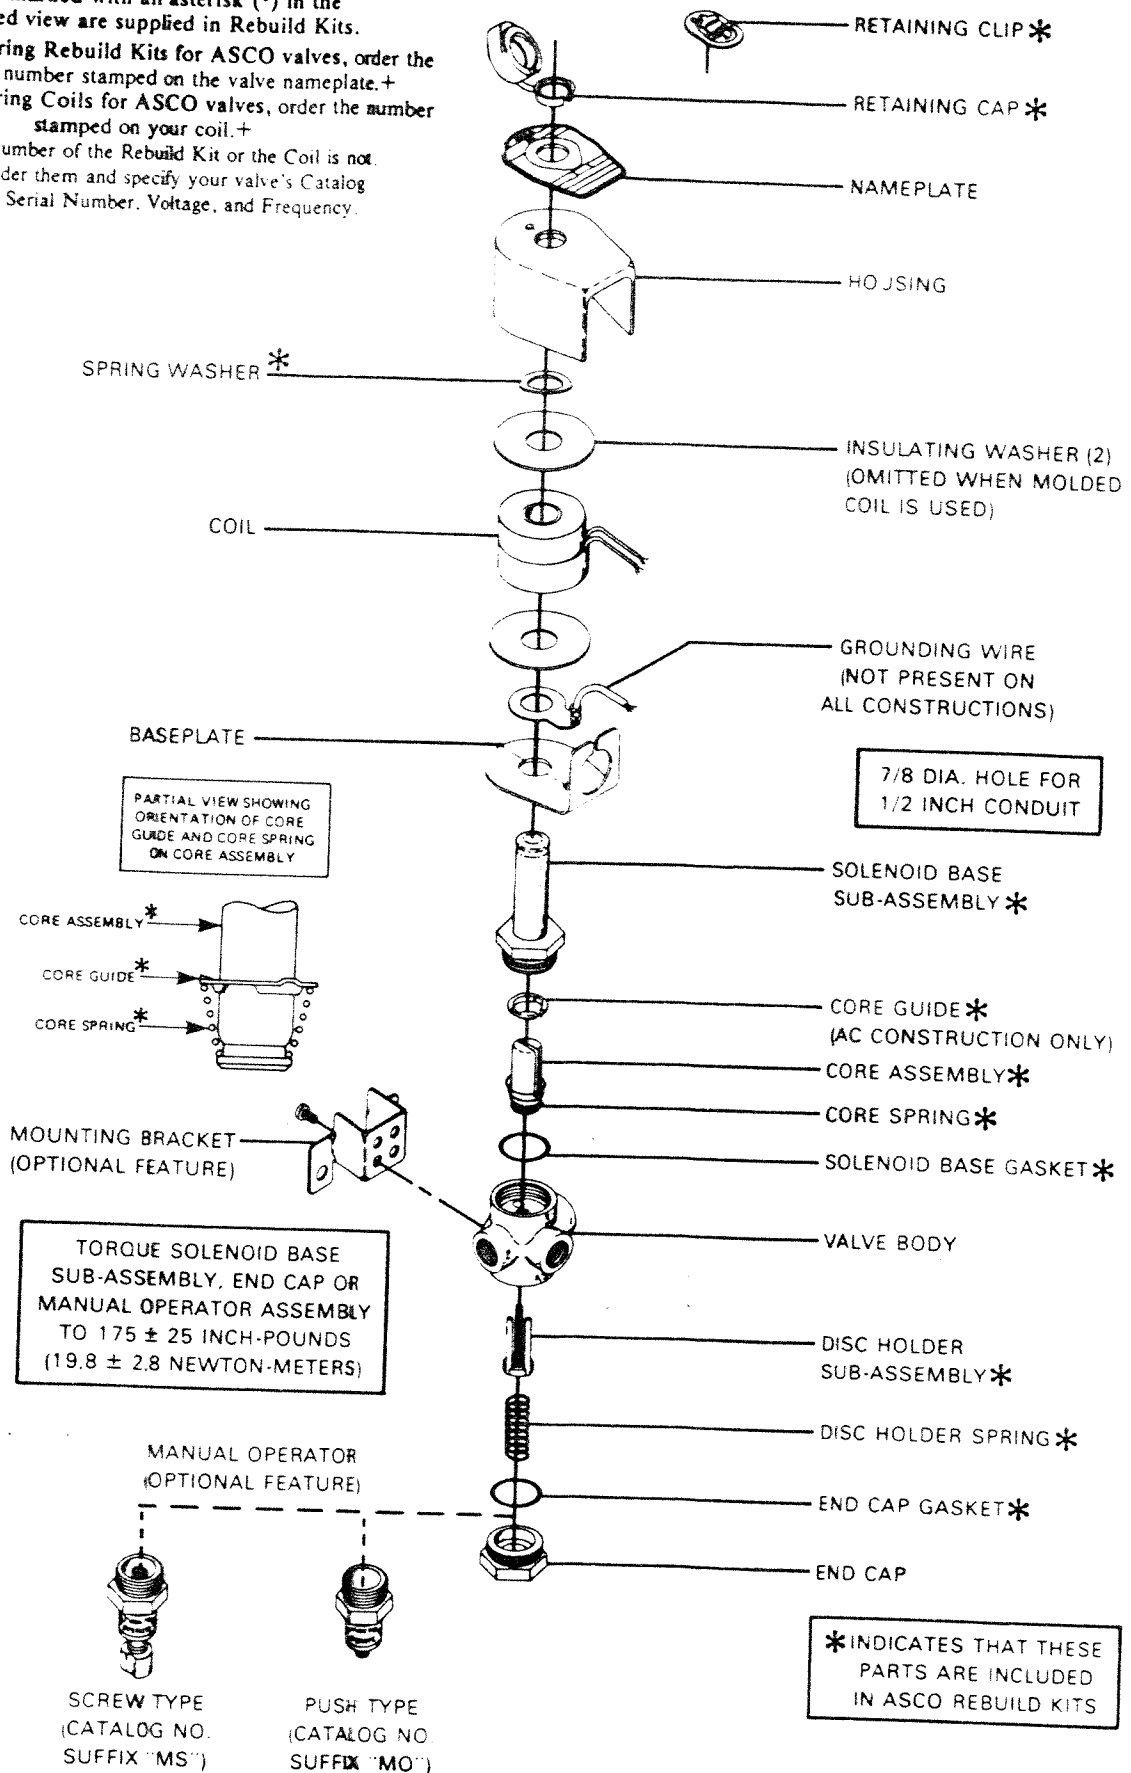 marked with an asterisk (*) in the
ed view are supplied in Rebuild Kits.
ring Rebuild Kits for ASCO valves, order the
number stamped on the valve nameplate.+
ring Coils for ASCO valves, order the number
stamped on your coil.+
umber of the Rebuild Kit or the Coil is not
der them and specify your valve's Catalog
Serial Number, Voltage, and Frequency.
RETAINING CLIP*
RETAINING CAP*
NAMEPLATE
HOUSING
SPRING WASHER*
INSULATING WASHER (2)
(OMITTED WHEN MOLDED
COIL IS USED)
COIL
GROUNDING WIRE
(NOT PRESENT ON
ALL CONSTRUCTIONS)
BASEPLATE
7/8 DIA. HOLE FOR
1/2 INCH CONDUIT
PARTIAL VIEW SHOWING
ORIENTATION OF CORE
GUIDE AND CORE SPRING
ON CORE ASSEMBLY
SOLENOID BASE
SUB-ASSEMBLY*
CORE ASSEMBLY*
CORE GUIDE*
CORE SPRING*
CORE GUIDE*
(AC CONSTRUCTION ONLY)
CORE ASSEMBLY*
CORE SPRING*
MOUNTING BRACKET
(OPTIONAL FEATURE)
SOLENOID BASE GASKET*
VALVE BODY
TORQUE SOLENOID BASE
SUB-ASSEMBLY, END CAP OR
MANUAL OPERATOR ASSEMBLY
TO 175 ± 25 INCH-POUNDS
(19.8 ± 2.8 NEWTON-METERS)
DISC HOLDER
SUB-ASSEMBLY*
DISC HOLDER SPRING*
MANUAL OPERATOR
(OPTIONAL FEATURE)
END CAP GASKET*
END CAP
*INDICATES THAT THESE
PARTS ARE INCLUDED
IN ASCO REBUILD KITS
SCREW TYPE
(CATALOG NO.
SUFFIX "MS")
PUSH TYPE
(CATALOG NO.
SUFFIX "MO")